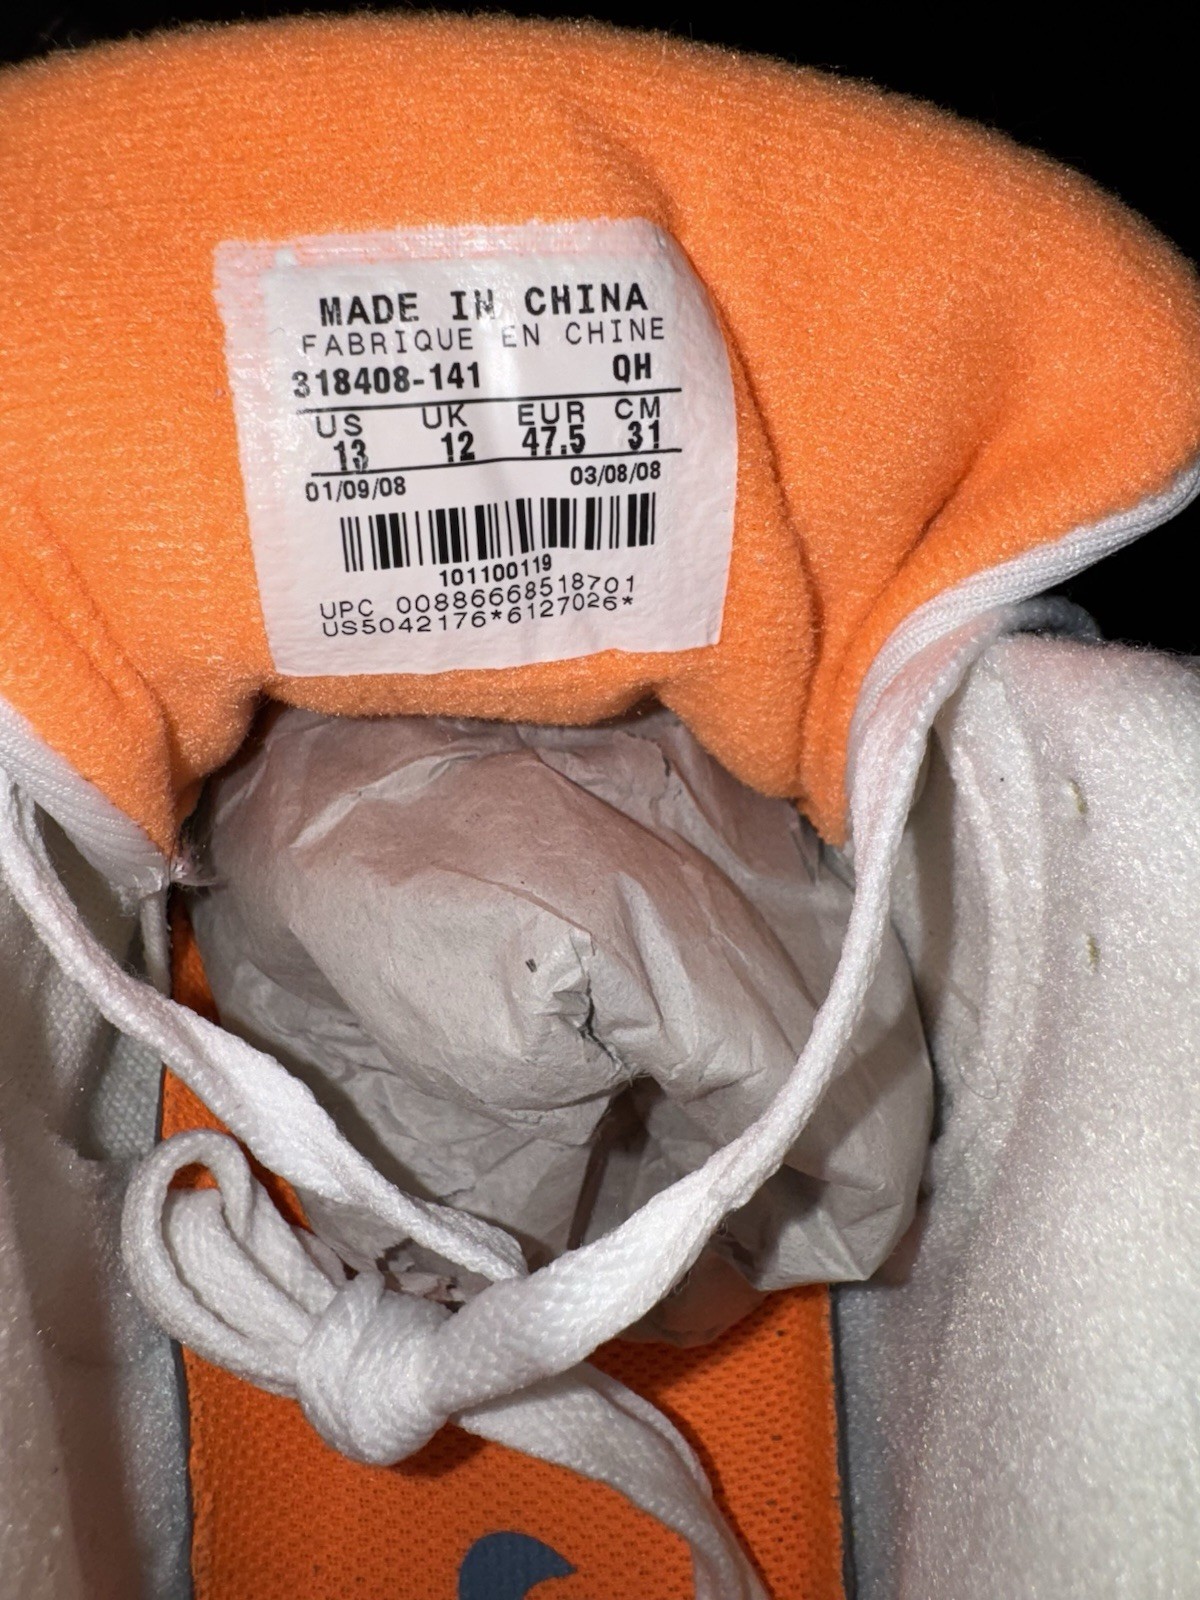 MADE IN CHINA
FABRIQUE EN CHINE
318408-141 QH
US UK EUR CM
13 12 47.5 31
01/09/08 03/08/08
101100119
UPC 00886668518701
US5042176*6127026*